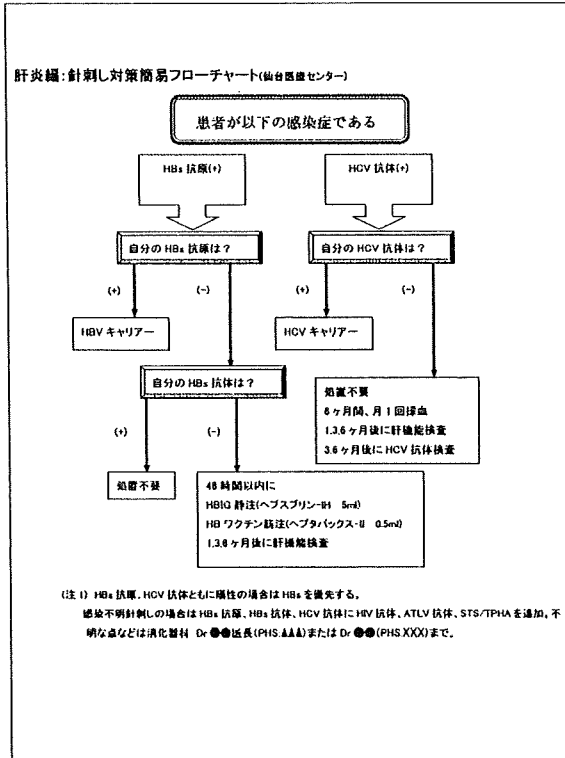 肝炎編:針刺し対策簡易フローチャート(仙台医療センター)
患者が以下の感染症である
HBs 抗原(+)
HCV 抗体(+)
自分の HBs 抗原は?
自分の HCV 抗体は?
(+)
(-)
(+)
(-)
HBV キャリアー
HCV キャリアー
自分の HBs 抗体は?
処置不要
6ヶ月間、月1回採血
1,3,6ヶ月後に肝機能検査
3,6ヶ月後に HCV 抗体検査
(+)
(-)
処置不要
48 時間以内に
HBIG 静注(ヘブスブリン-IH 5ml)
HB ワクチン筋注(ヘプタバックス-II 0.5ml)
1,3,6ヶ月後に肝機能検査
(注1) HBs 抗原、HCV 抗体ともに陽性の場合は HBs を優先する。
感染不明針刺しの場合は HBs 抗原、HBs 抗体、HCV 抗体に HIV 抗体、ATLV 抗体、STS/TPHA を追加。不
明な点などは消化器科 Dr ●●医長(PHS.▲▲▲)または Dr ●●(PHS.XXX)まで。